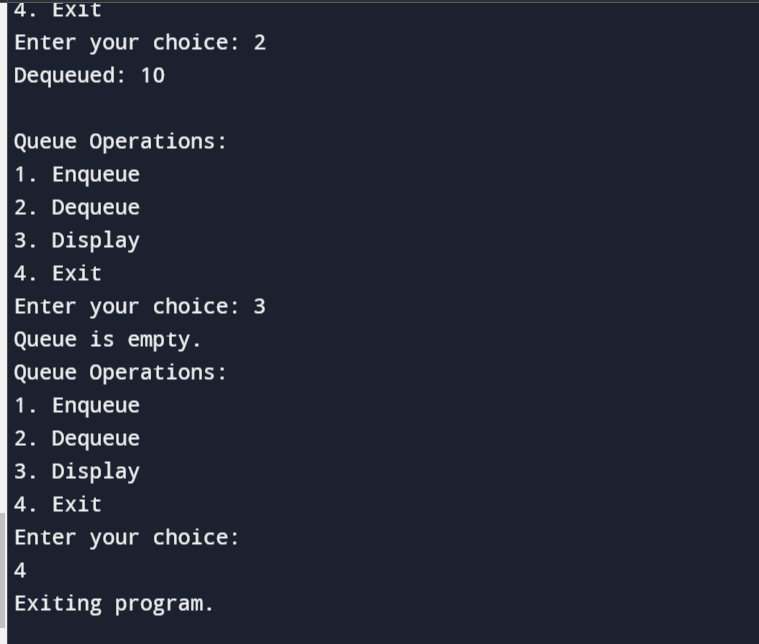 4. Exit
Enter your choice: 2
Dequeued: 10

Queue Operations:
1. Enqueue
2. Dequeue
3. Display
4. Exit
Enter your choice: 3
Queue is empty.
Queue Operations:
1. Enqueue
2. Dequeue
3. Display
4. Exit
Enter your choice:
4
Exiting program.